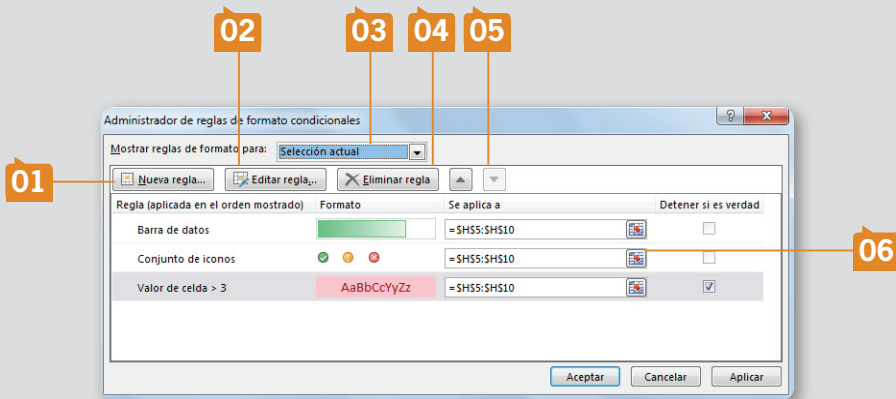 02 03 04 05
Administrador de reglas de formato condicionales
Mostrar reglas de formato para: Selección actual
01
Nueva regla... Editar regla... Eliminar regla
Regla (aplicada en el orden mostrado) Formato Se aplica a Detener si es verdad
Barra de datos =$H$5:$H$10
06
Conjunto de iconos =$H$5:$H$10
Valor de celda > 3 AaBbCcYyZz =$H$5:$H$10
Aceptar Cancelar Aplicar